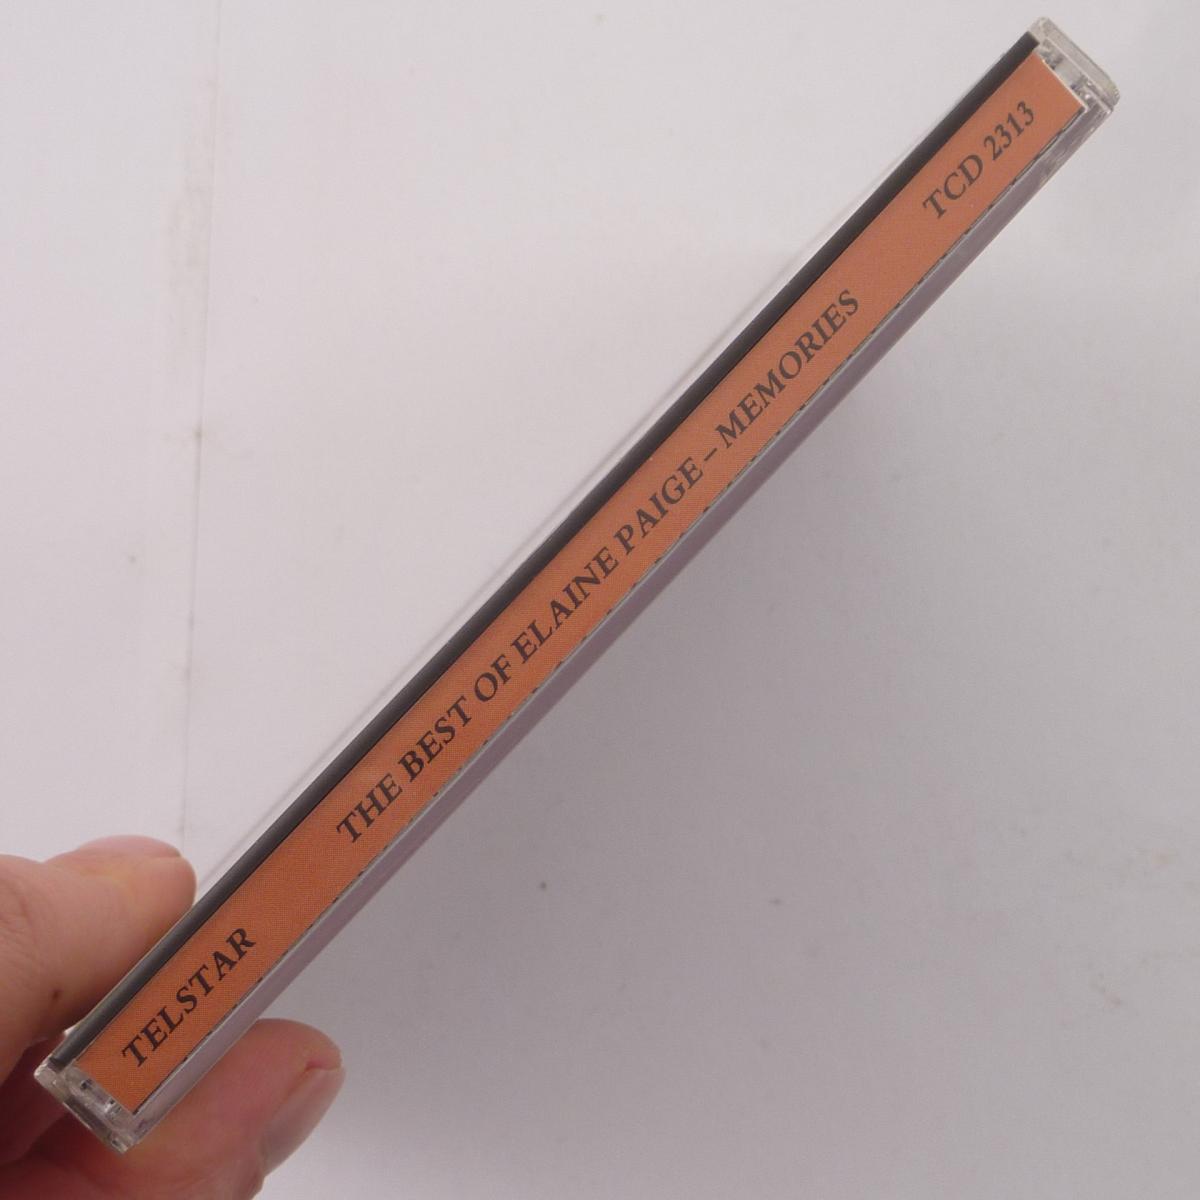 TELSTAR THE BEST OF ELAINE PAIGE – MEMORIES TCD 2313